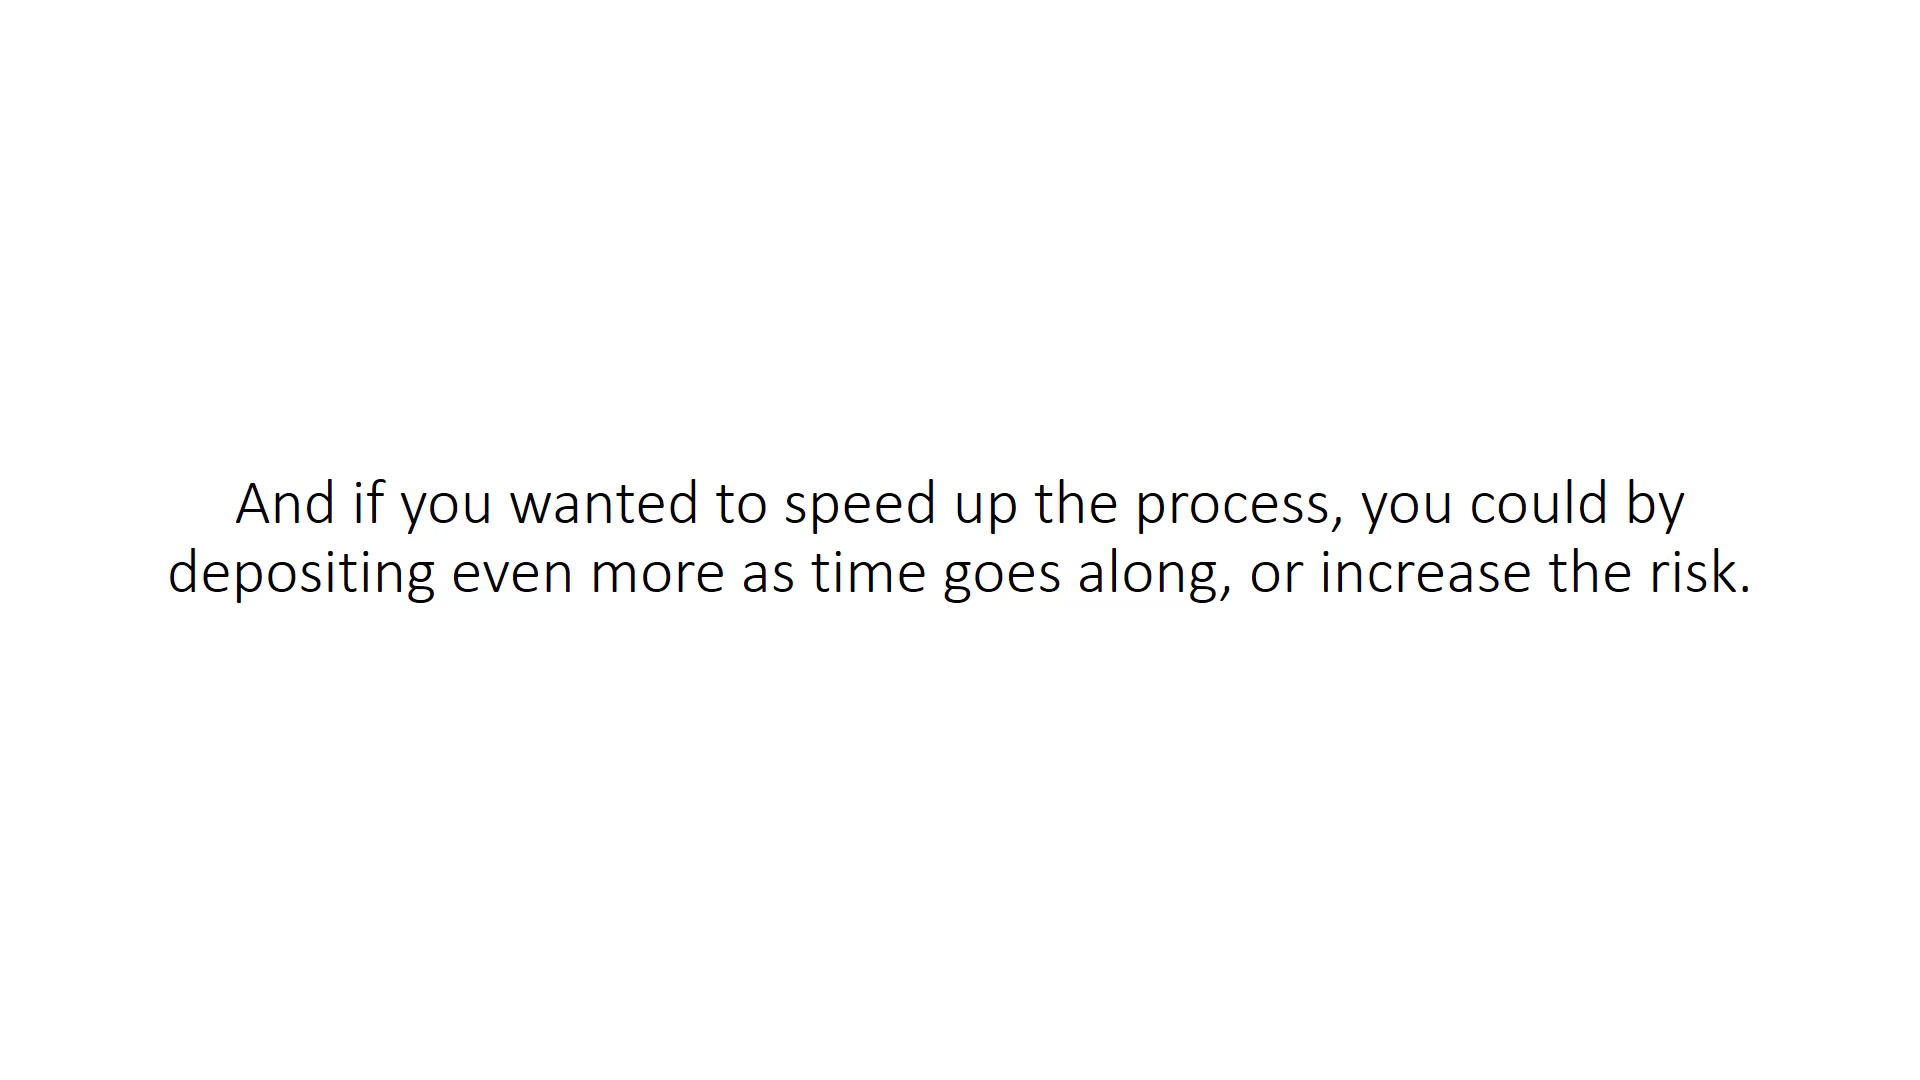 And if you wanted to speed up the process, you could by
depositing even more as time goes along, or increase the risk.